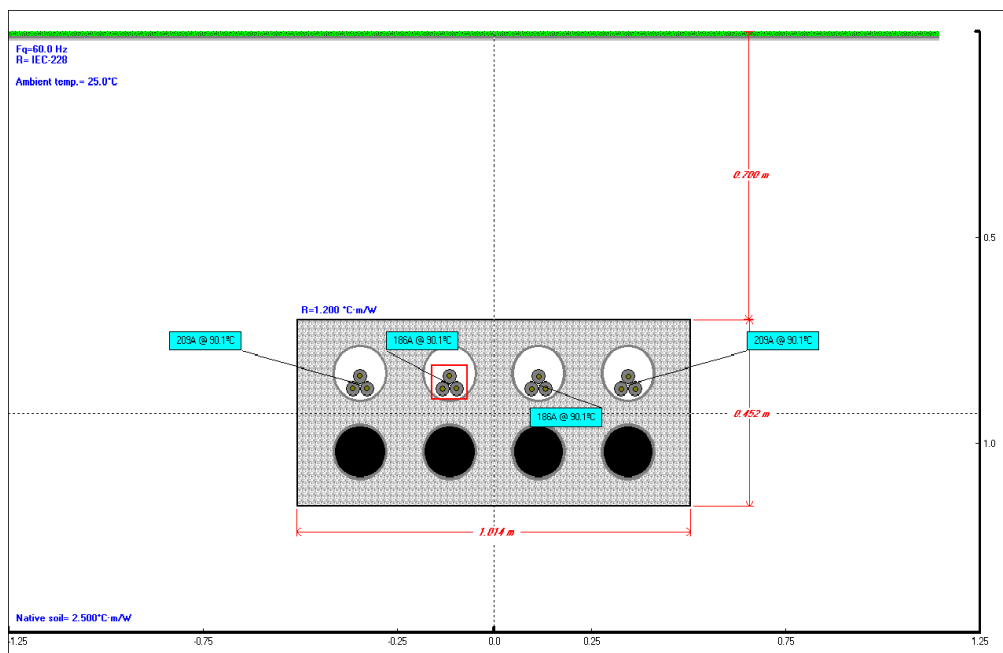 Fq=60.0 Hz
R= IEC-228
Ambient temp.= 25.0°C
0.700 m
0.5
R=1.200 °C·m/W
209A @ 90.1ºC
186A @ 90.1ºC
209A @ 90.1ºC
186A @ 90.1ºC
0.452 m
1.0
1.014 m
Native soil= 2.500°C·m/W
-1.25
-0.75
-0.25
0.0
0.25
0.75
1.25